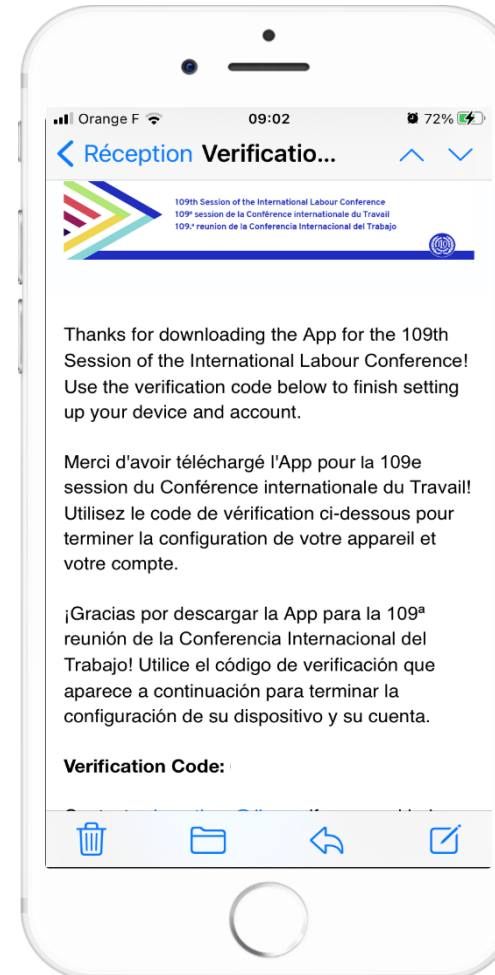 Orange F 09:02 72%
Réception Verificatio...
109th Session of the International Labour Conference
109e session de la Conférence internationale du Travail
109.a reunion de la Conferencia Internacional del Trabajo
Thanks for downloading the App for the 109th
Session of the International Labour Conference!
Use the verification code below to finish setting
up your device and account.
Merci d'avoir téléchargé l'App pour la 109e
session du Conférence internationale du Travail!
Utilisez le code de vérification ci-dessous pour
terminer la configuration de votre appareil et
votre compte.
¡Gracias por descargar la App para la 109ª
reunión de la Conferencia Internacional del
Trabajo! Utilice el código de verificación que
aparece a continuación para terminar la
configuración de su dispositivo y su cuenta.
Verification Code: